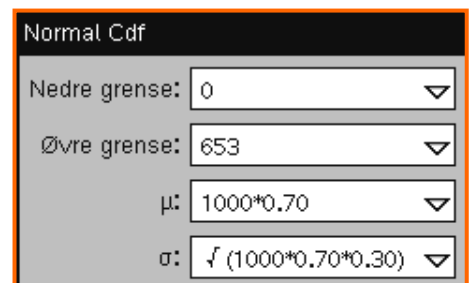 Normal Cdf
Nedre grense: 0
Øvre grense: 653
μ: 1000*0.70
σ: √(1000*0.70*0.30)